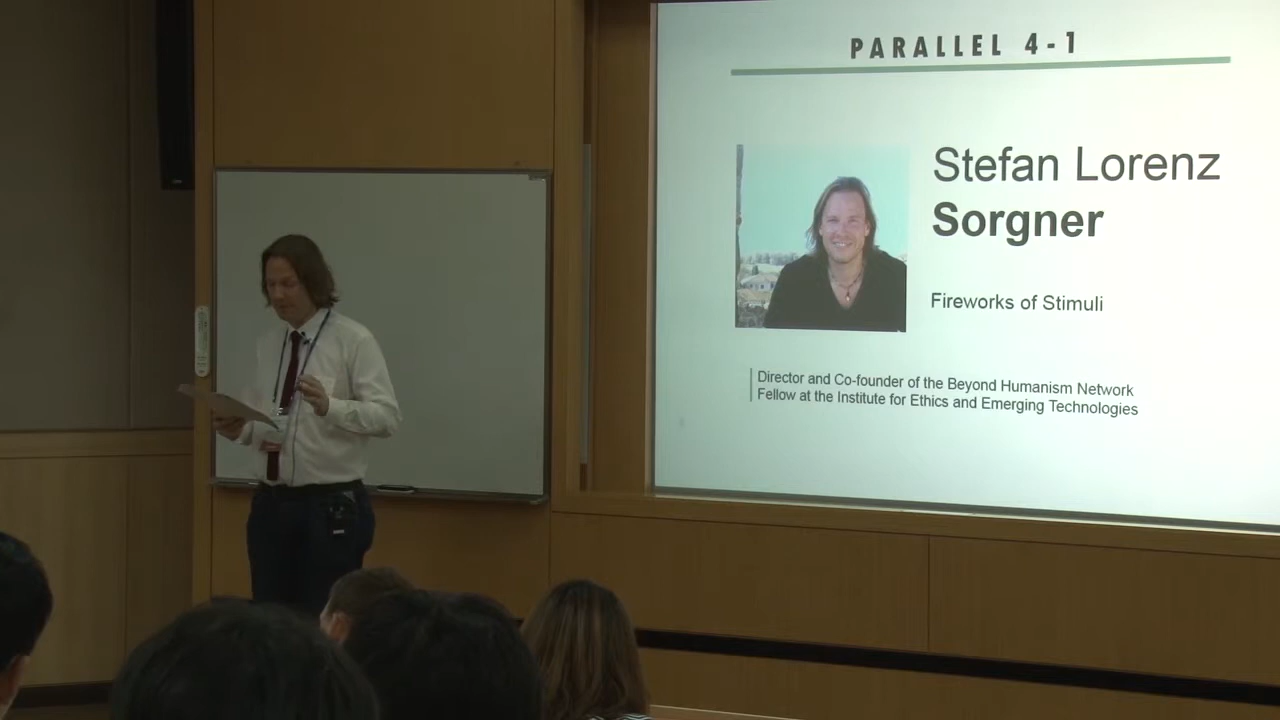 PARALLEL 4-1
Stefan Lorenz
Sorgner
Fireworks of Stimuli
Director and Co-founder of the Beyond Humanism Network
Fellow at the Institute for Ethics and Emerging Technologies